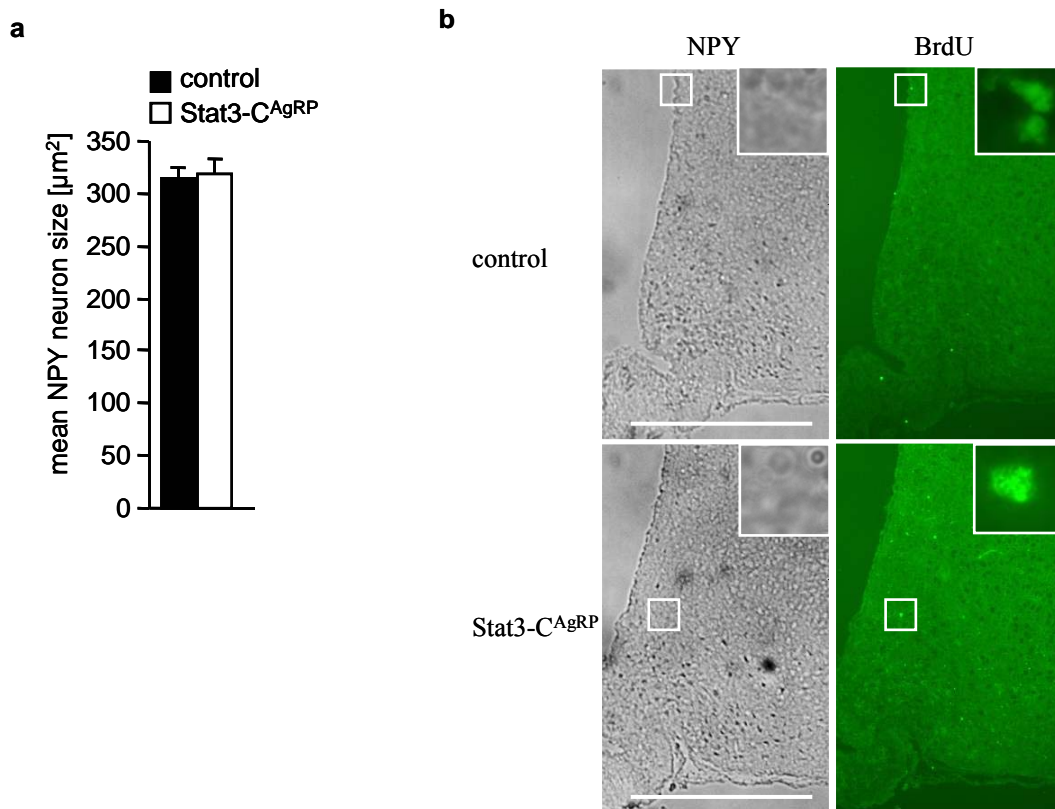 a
control
Stat3-C^AgRP
mean NPY neuron size [µm²]
350
300
250
200
150
100
50
0
b
NPY
BrdU
control
Stat3-C^AgRP